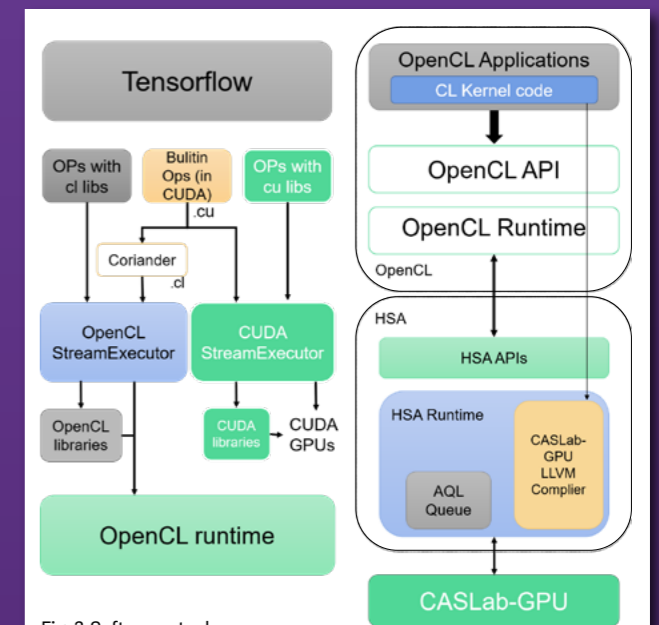 Tensorflow
OPs with
cl libs
Bulitin
Ops (in
CUDA)
OPs with
cu libs
.cu
Coriander
.cl
OpenCL
StreamExecutor
CUDA
StreamExecutor
OpenCL
libraries
CUDA
libraries
CUDA
GPUs
OpenCL runtime
OpenCL Applications
CL Kernel code
OpenCL API
OpenCL Runtime
OpenCL
HSA
HSA APIs
HSA Runtime
AQL
Queue
CASLab-
GPU
LLVM
Complier
CASLab-GPU